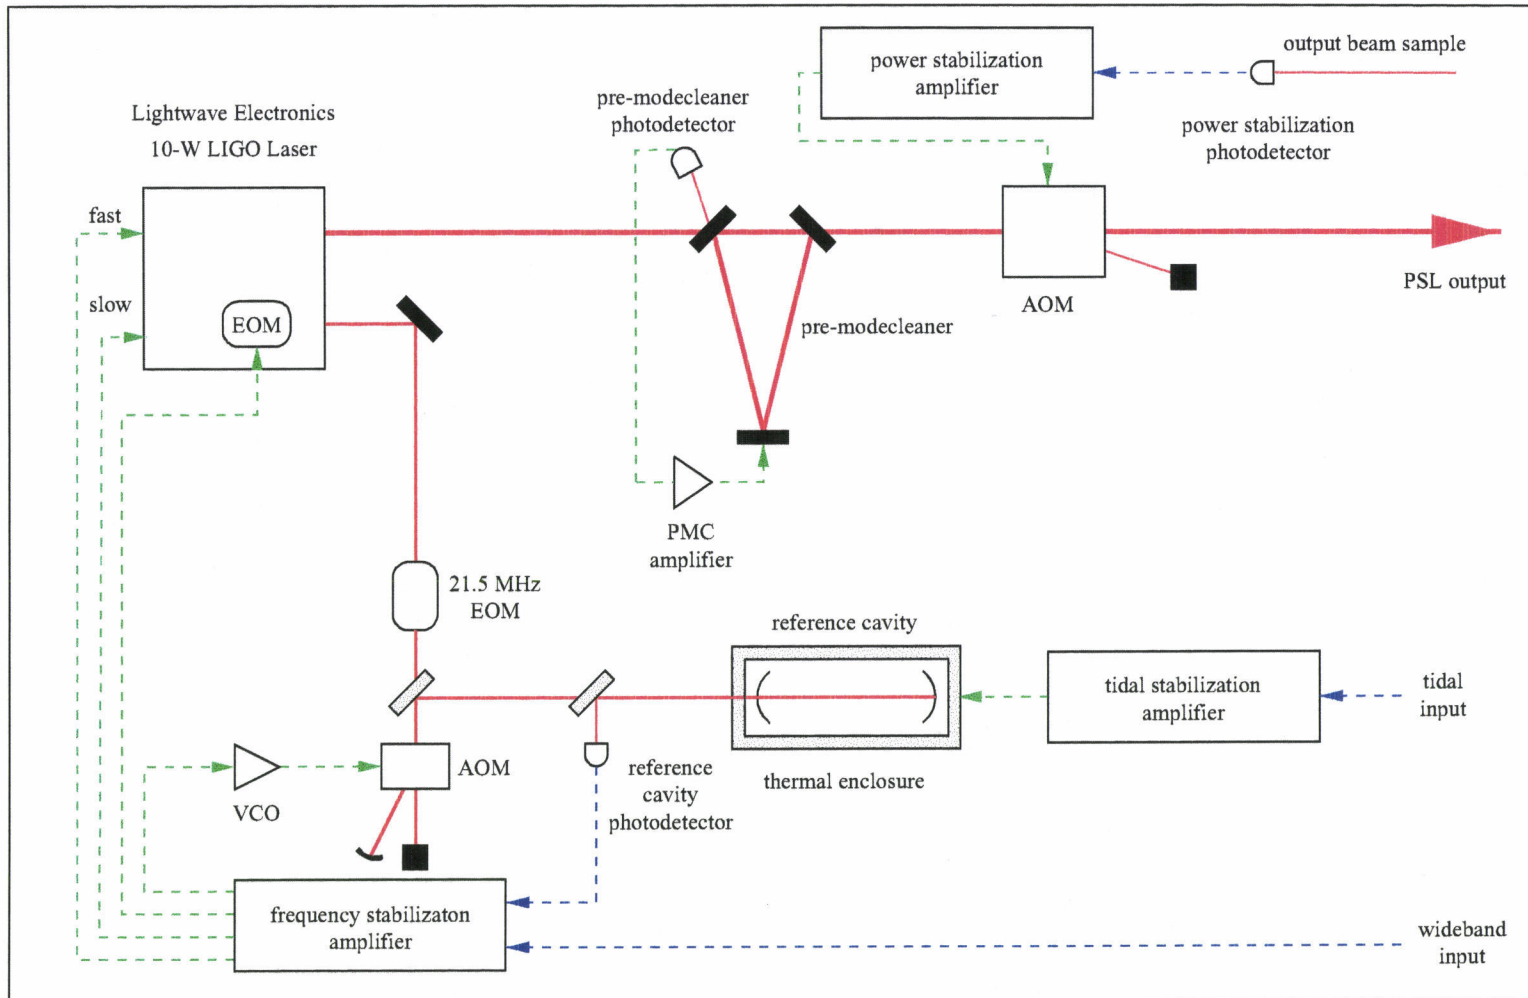 output beam sample
power stabilization
amplifier
pre-modecleaner
photodetector
power stabilization
photodetector
Lightwave Electronics
10-W LIGO Laser
fast
slow
EOM
AOM
PSL output
pre-modecleaner
PMC
amplifier
21.5 MHz
EOM
reference cavity
tidal stabilization
amplifier
tidal
input
AOM
VCO
reference
cavity
photodetector
thermal enclosure
frequency stabilizaton
amplifier
wideband
input